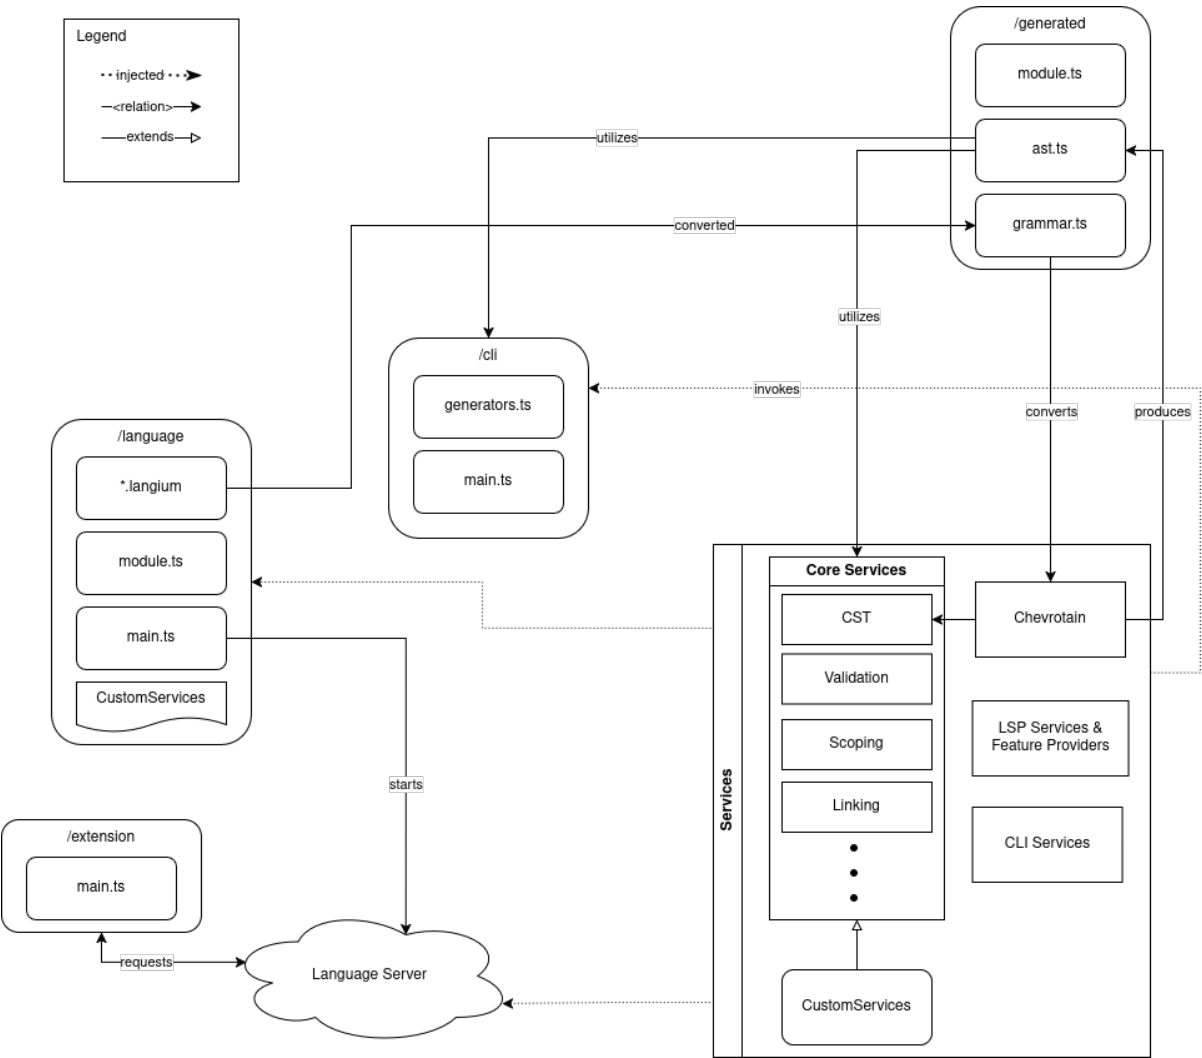 Legend
injected
<relation>
extends
/generated
module.ts
ast.ts
grammar.ts
utilizes
converted
utilizes
/cli
generators.ts
main.ts
invokes
converts
produces
/language
*.langium
module.ts
main.ts
CustomServices
starts
/extension
main.ts
requests
Language Server
Services
Core Services
CST
Validation
Scoping
Linking
Chevrotain
LSP Services &
Feature Providers
CLI Services
CustomServices